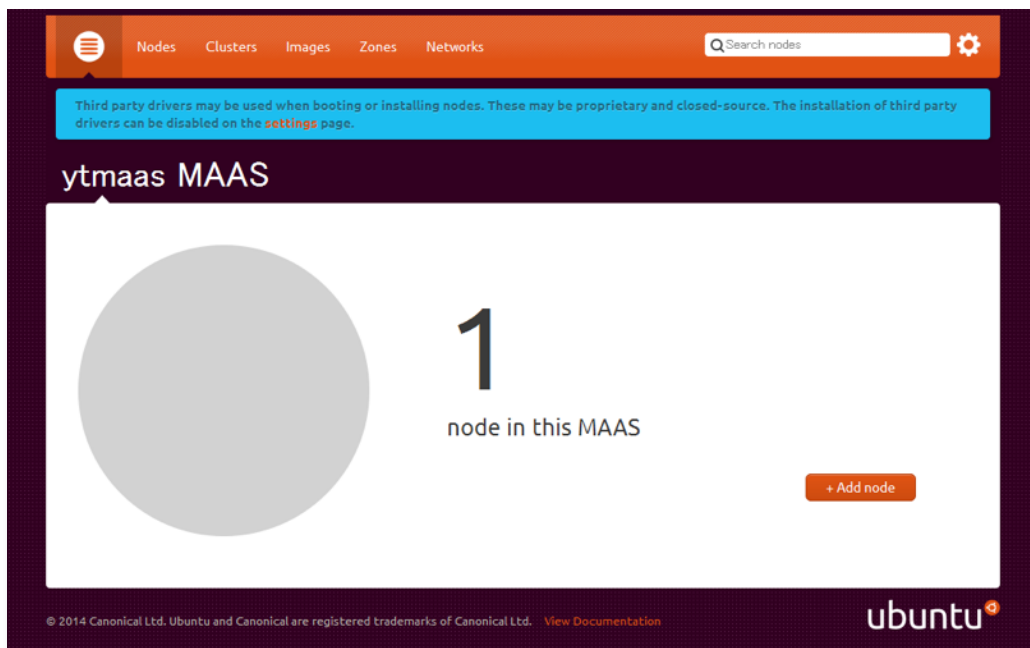 Nodes Clusters Images Zones Networks Search nodes
Third party drivers may be used when booting or installing nodes. These may be proprietary and closed-source. The installation of third party
drivers can be disabled on the settings page.
ytmaas MAAS
1
node in this MAAS
+ Add node
© 2014 Canonical Ltd. Ubuntu and Canonical are registered trademarks of Canonical Ltd. View Documentation
ubuntu